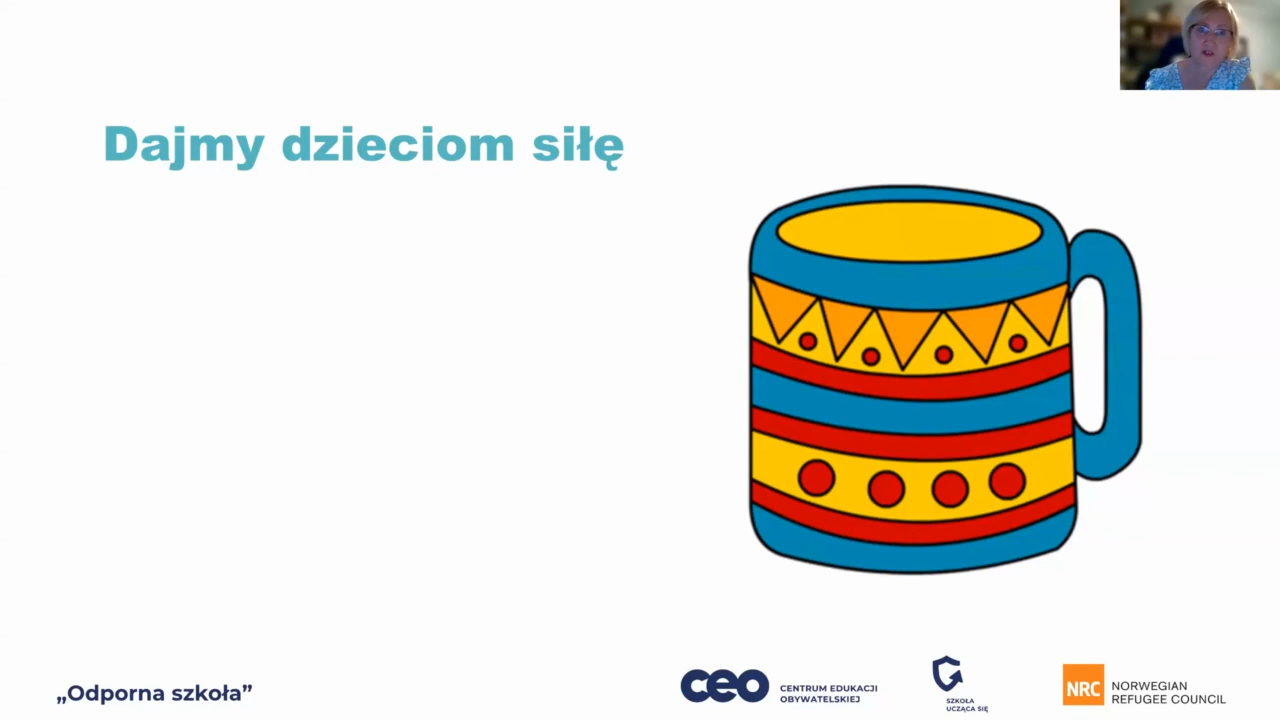 Dajmy dzieciom siłę
„Odporna szkoła”
ceo
CENTRUM EDUKACJI
OBYWATELSKIEJ
SZKOŁA
UCZĄCA SIĘ
NRC
NORWEGIAN
REFUGEE COUNCIL